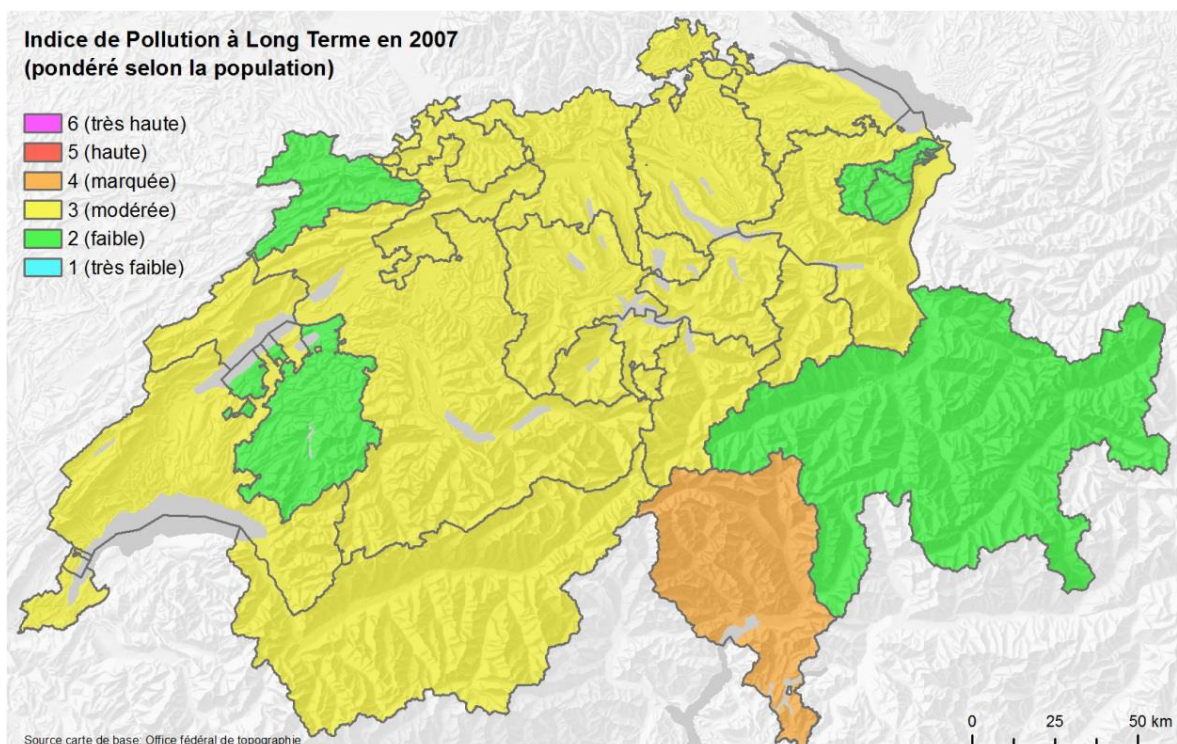 Indice de Pollution à Long Terme en 2007
(pondéré selon la population)
6 (très haute)
5 (haute)
4 (marquée)
3 (modérée)
2 (faible)
1 (très faible)
0 25 50 km
Source carte de base: Office fédéral de topographie